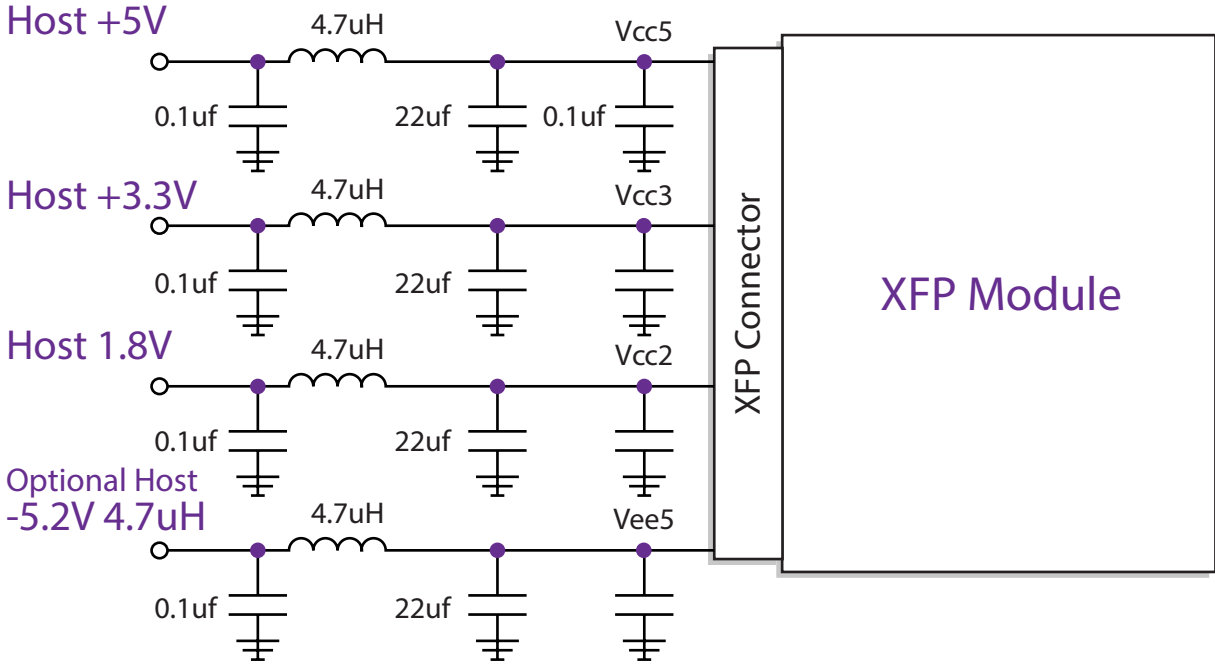 Host +5V
4.7uH
Vcc5
0.1uf
22uf
0.1uf
Host +3.3V
4.7uH
Vcc3
0.1uf
22uf
Host 1.8V
4.7uH
Vcc2
0.1uf
22uf
Optional Host
-5.2V 4.7uH
4.7uH
Vee5
0.1uf
22uf
XFP Connector
XFP Module